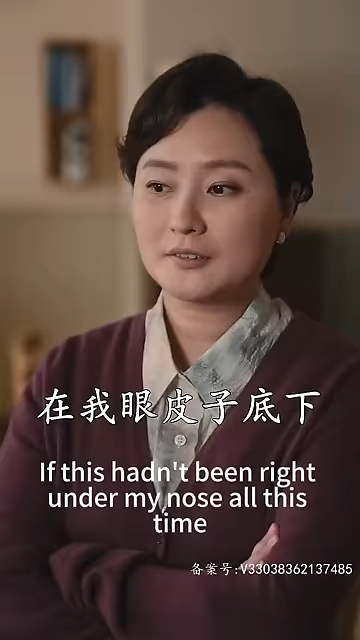 在我眼皮子底下
If this hadn't been right
under my nose all this
time
备案号:V33038362137485